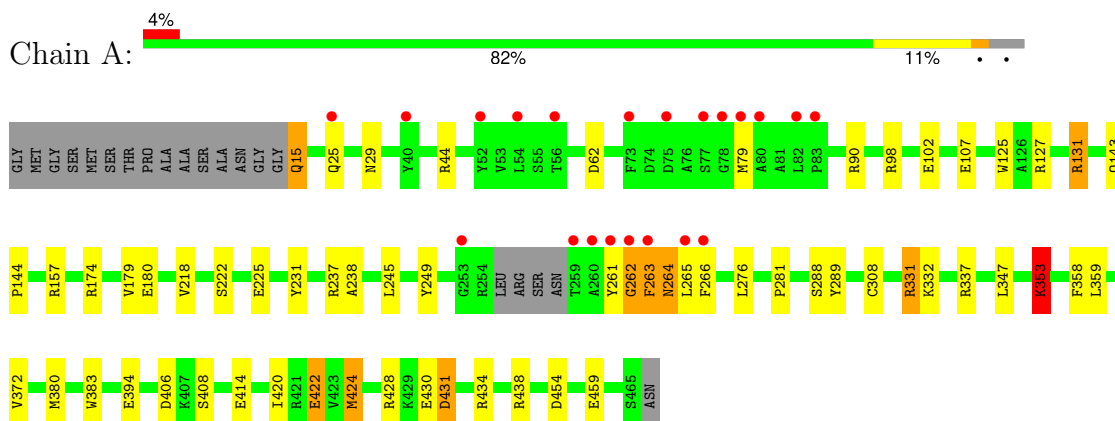 4%
Chain A:
82% 11% • •
GLY MET GLY SER MET SER THR PRO ALA ALA SER ALA ASN GLY GLY Q15 Q25 N29 Y40 R44 Y52 V53 L54 S55 T56 D62 F73 D74 D75 A76 S77 G78 M79 A80 A81 L82 P83 R90 R98 E102 E107 W125 A126 R127 R131 Q143
P144 R157 R174 V179 E180 V218 S222 E225 Y231 R237 A238 L245 Y249 G253 R254 LEU ARG SER ASN T259 A260 Y261 G262 F263 N264 L265 F266 L276 P281 S288 Y289 C308 R331 K332 R337 L347 K353 F358 L359
V372 M380 W383 E394 D406 K407 S408 E414 I420 R421 E422 V423 M424 R428 K429 E430 D431 R434 R438 D454 E459 S465 ASN